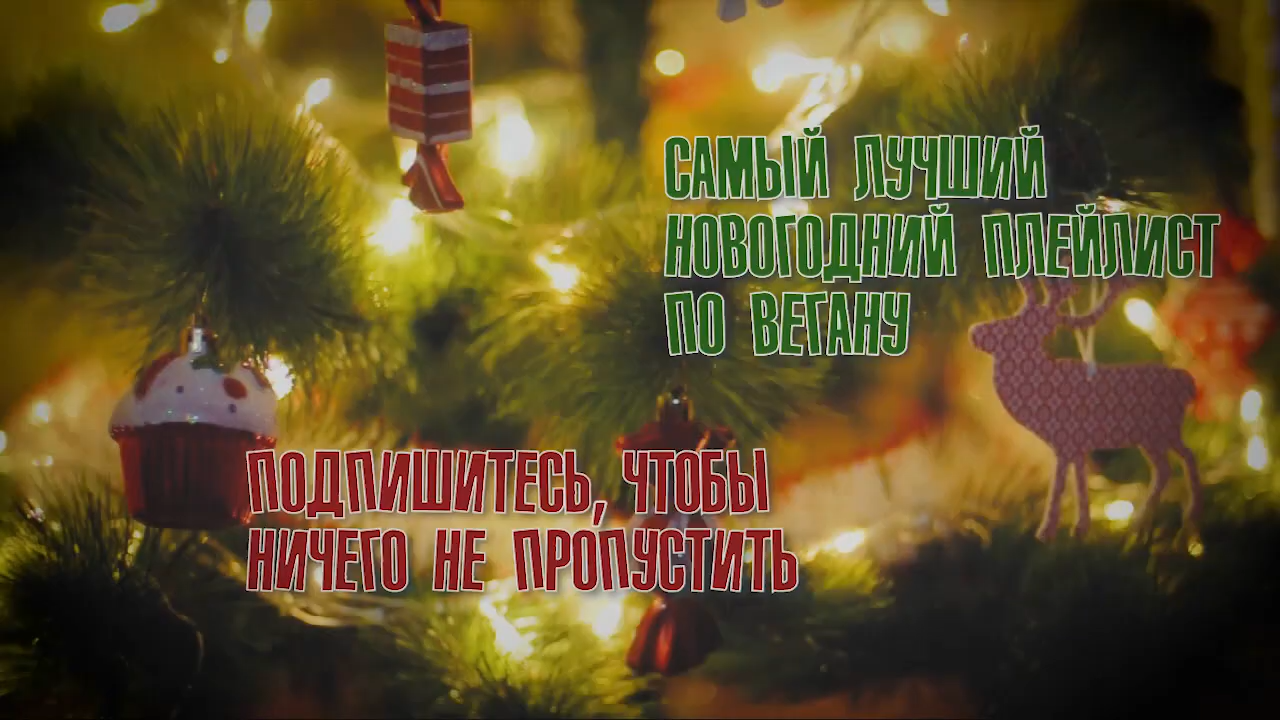 САМЫЙ ЛУЧШИЙ
НОВОГОДНИЙ ПЛЕЙЛИСТ
ПО ВЕГАНУ
ПОДПИШИТЕСЬ, ЧТОБЫ
НИЧЕГО НЕ ПРОПУСТИТЬ